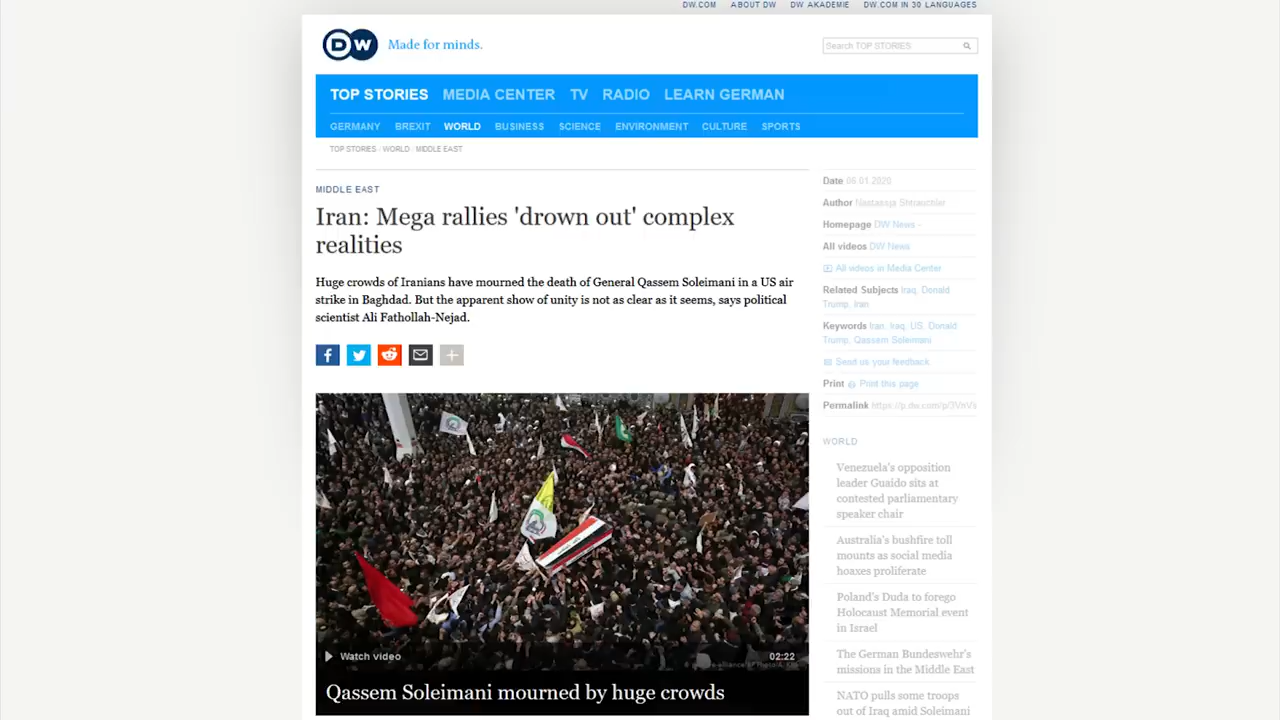 DW.COM ABOUT DW DW AKADEMIE DW.COM IN 30 LANGUAGES
DW Made for minds.
Search TOP STORIES
TOP STORIES MEDIA CENTER TV RADIO LEARN GERMAN
GERMANY BREXIT WORLD BUSINESS SCIENCE ENVIRONMENT CULTURE SPORTS
TOP STORIES / WORLD / MIDDLE EAST
MIDDLE EAST
Iran: Mega rallies 'drown out' complex
realities
Huge crowds of Iranians have mourned the death of General Qassem Soleimani in a US air
strike in Baghdad. But the apparent show of unity is not as clear as it seems, says political
scientist Ali Fathollah-Nejad.
Watch video
02:22
Qassem Soleimani mourned by huge crowds
Date 06.01.2020
Author Nastassja Shtrauchler
Homepage DW News -
All videos DW News
All videos in Media Center
Related Subjects Iraq, Donald
Trump, Iran
Keywords Iran, Iraq, US, Donald
Trump, Qassem Soleimani
Send us your feedback.
Print Print this page
Permalink
WORLD
Venezuela's opposition
leader Guaido sits at
contested parliamentary
speaker chair
Australia's bushfire toll
mounts as social media
hoaxes proliferate
Poland's Duda to forego
Holocaust Memorial event
in Israel
The German Bundeswehr's
missions in the Middle East
NATO pulls some troops
out of Iraq amid Soleimani